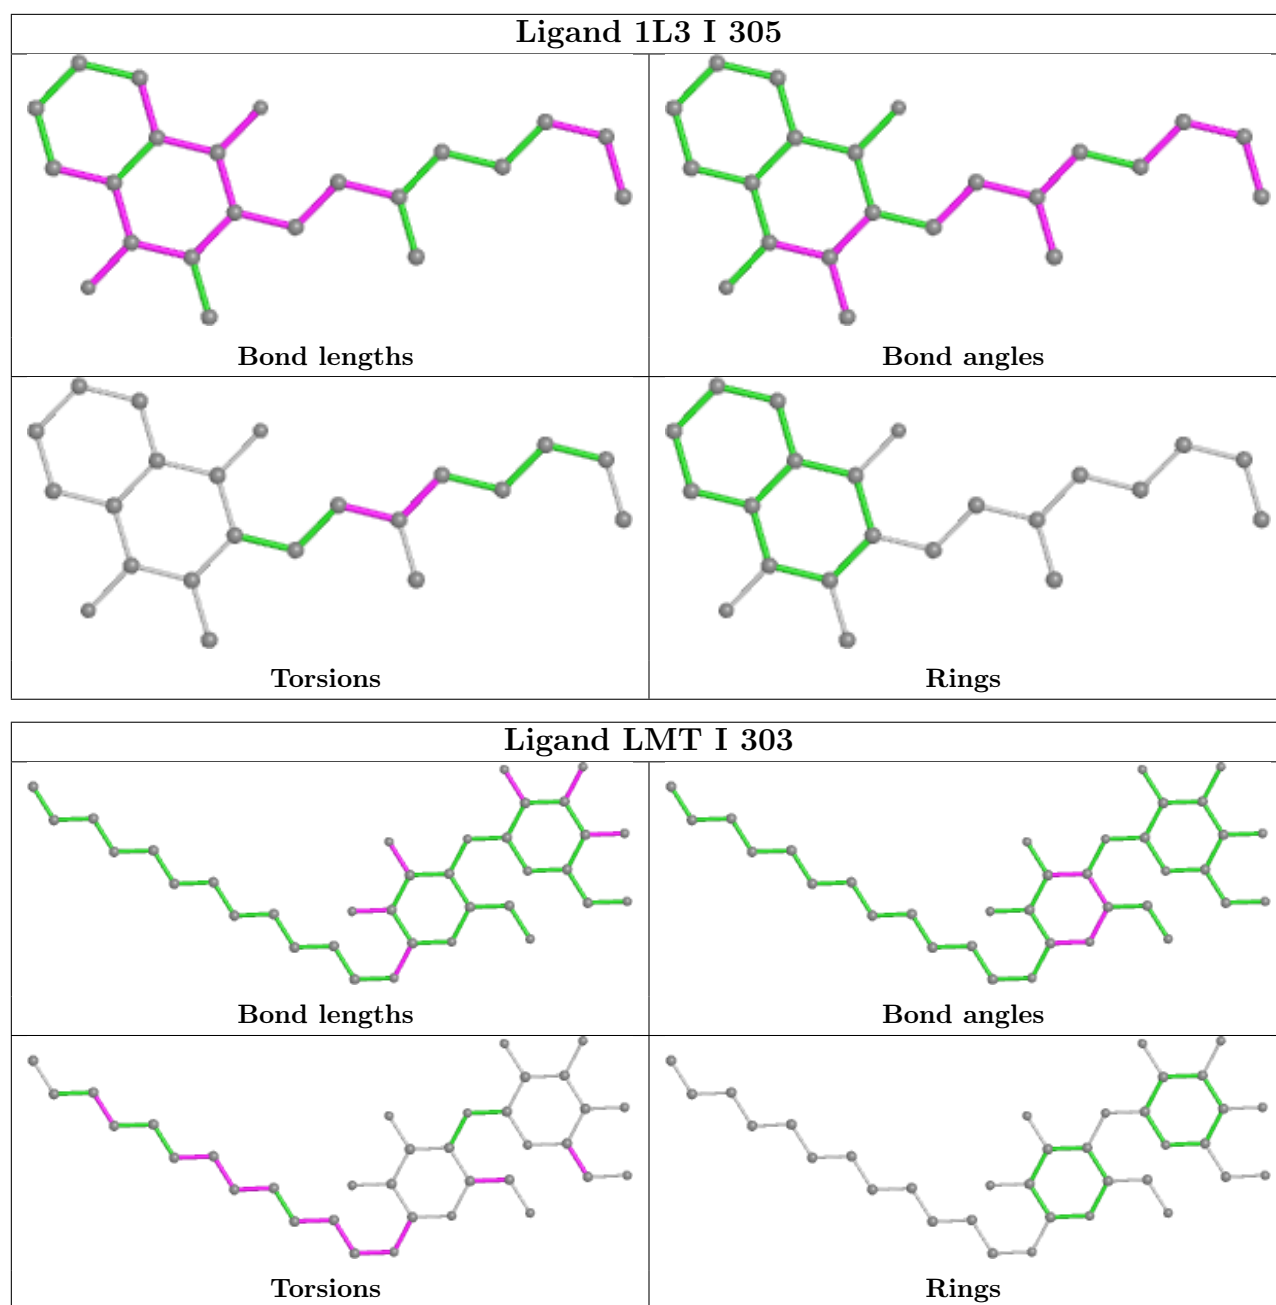 Ligand 1L3 I 305
Bond lengths
Bond angles
Torsions
Rings
Ligand LMT I 303
Bond lengths
Bond angles
Torsions
Rings